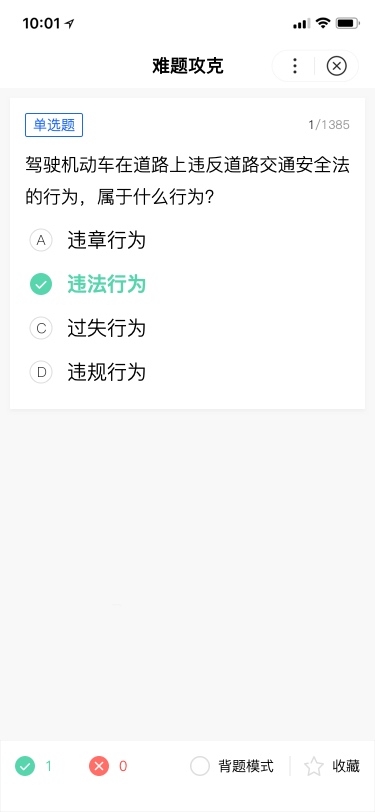 10:01
难题攻克
单选题
1/1385
驾驶机动车在道路上违反道路交通安全法
的行为，属于什么行为？
A 违章行为
违法行为
C 过失行为
D 违规行为
1 0 背题模式 收藏